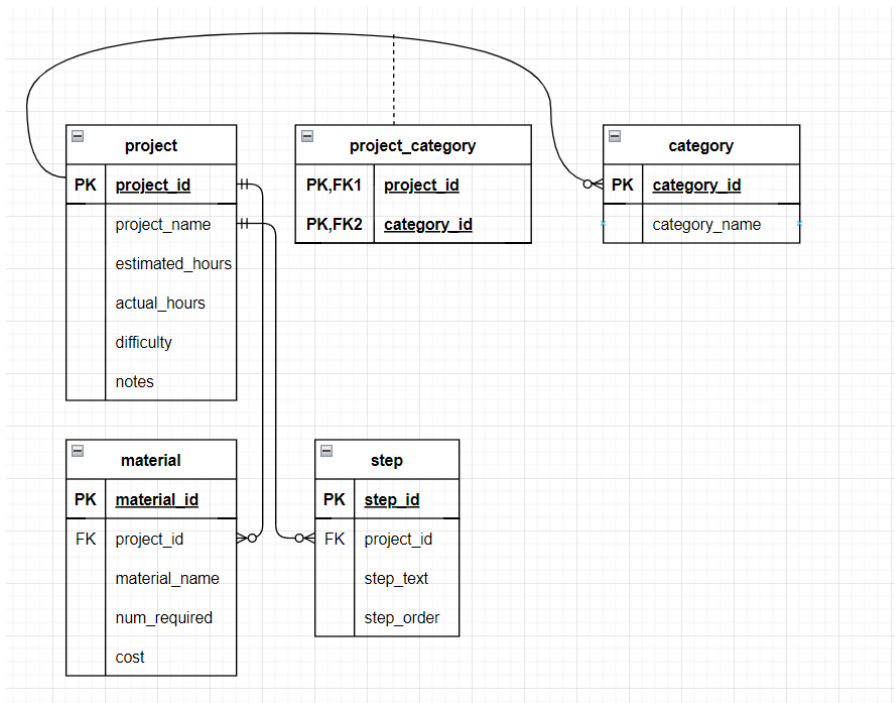 project
PK project_id
project_name
estimated_hours
actual_hours
difficulty
notes
project_category
PK,FK1 project_id
PK,FK2 category_id
category
PK category_id
category_name
material
PK material_id
FK project_id
material_name
num_required
cost
step
PK step_id
FK project_id
step_text
step_order